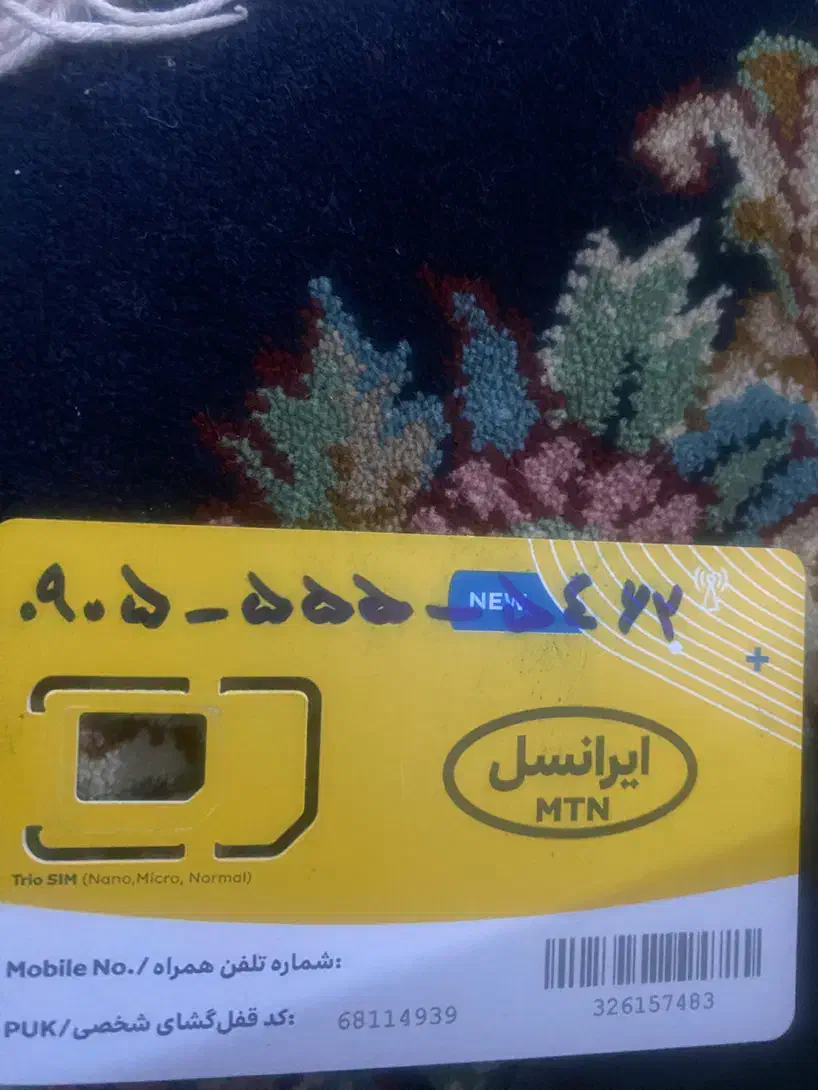 ۰۹۰۵-۵۵۵-۵۴۶۲
NEW
ایرانسل
MTN
Trio SIM (Nano,Micro, Normal)
Mobile No./شماره تلفن همراه:
PUK/کد قفل‌گشای شخصی: 68114939
326157483